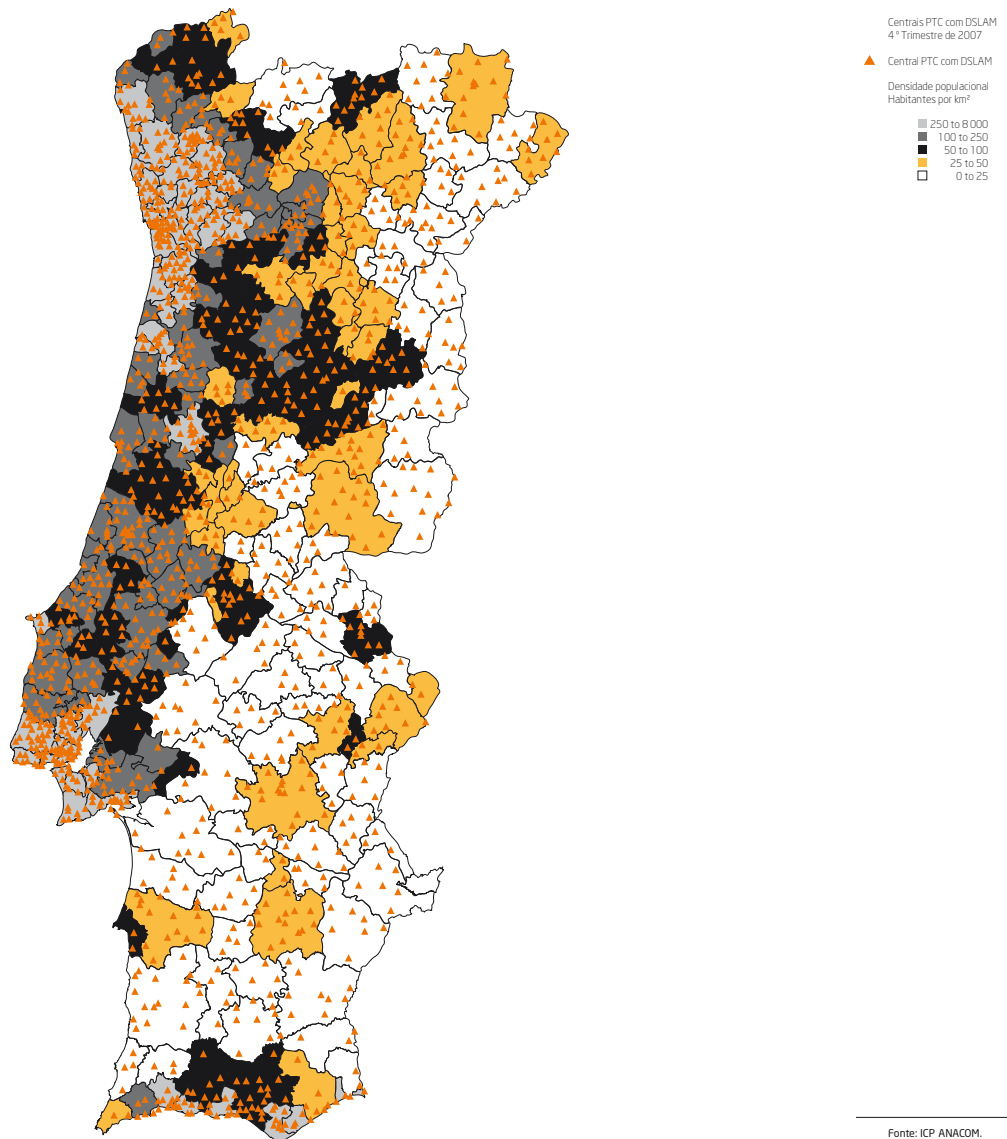 Centrais PTC com DSLAM
4º Trimestre de 2007
Central PTC com DSLAM
Densidade populacional
Habitantes por km²
250 to 8 000
100 to 250
50 to 100
25 to 50
0 to 25
Fonte: ICP ANACOM.